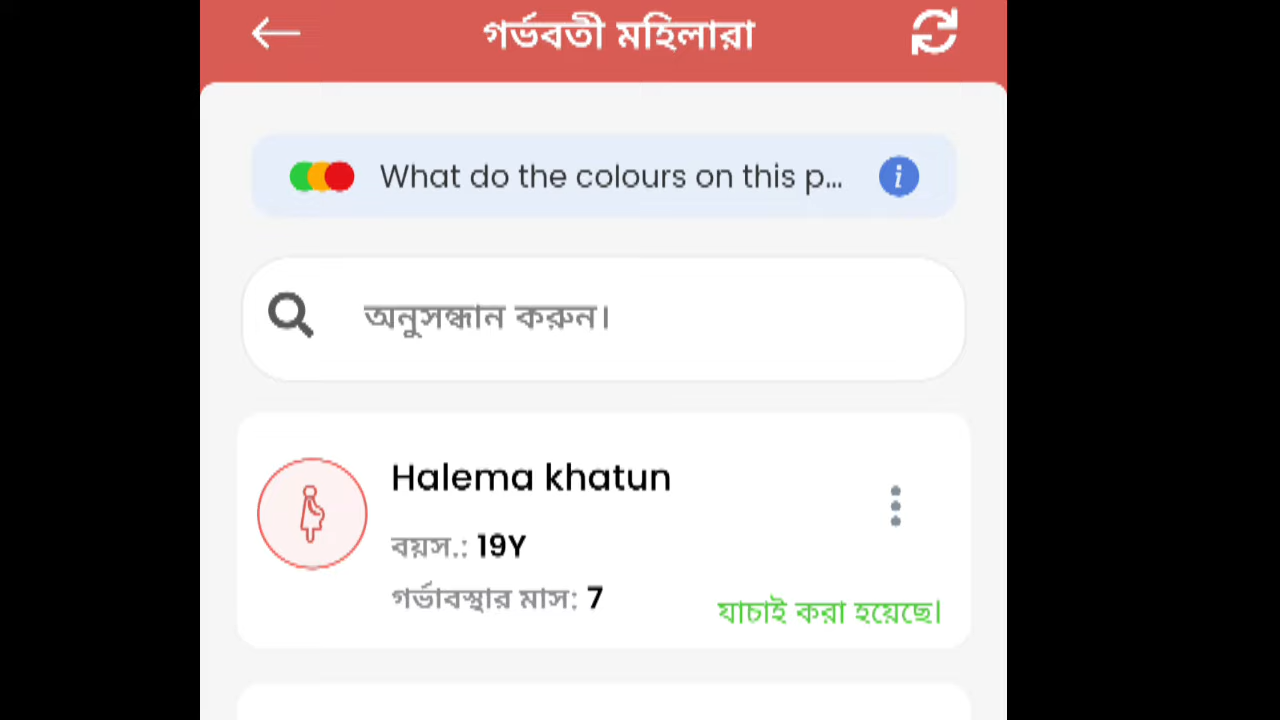 গর্ভবতী মহিলারা
What do the colours on this p...
অনুসন্ধান করুন।
Halema khatun
বয়স.: 19Y
গর্ভাবস্থার মাস: 7
যাচাই করা হয়েছে।